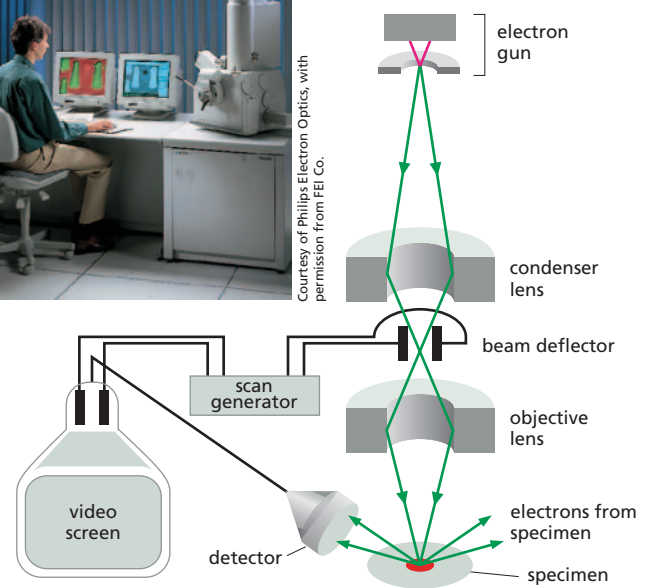 electron
gun
Courtesy of Philips Electron Optics, with
permission from FEI Co.
condenser
lens
beam deflector
scan
generator
objective
lens
video
screen
electrons from
specimen
detector
specimen